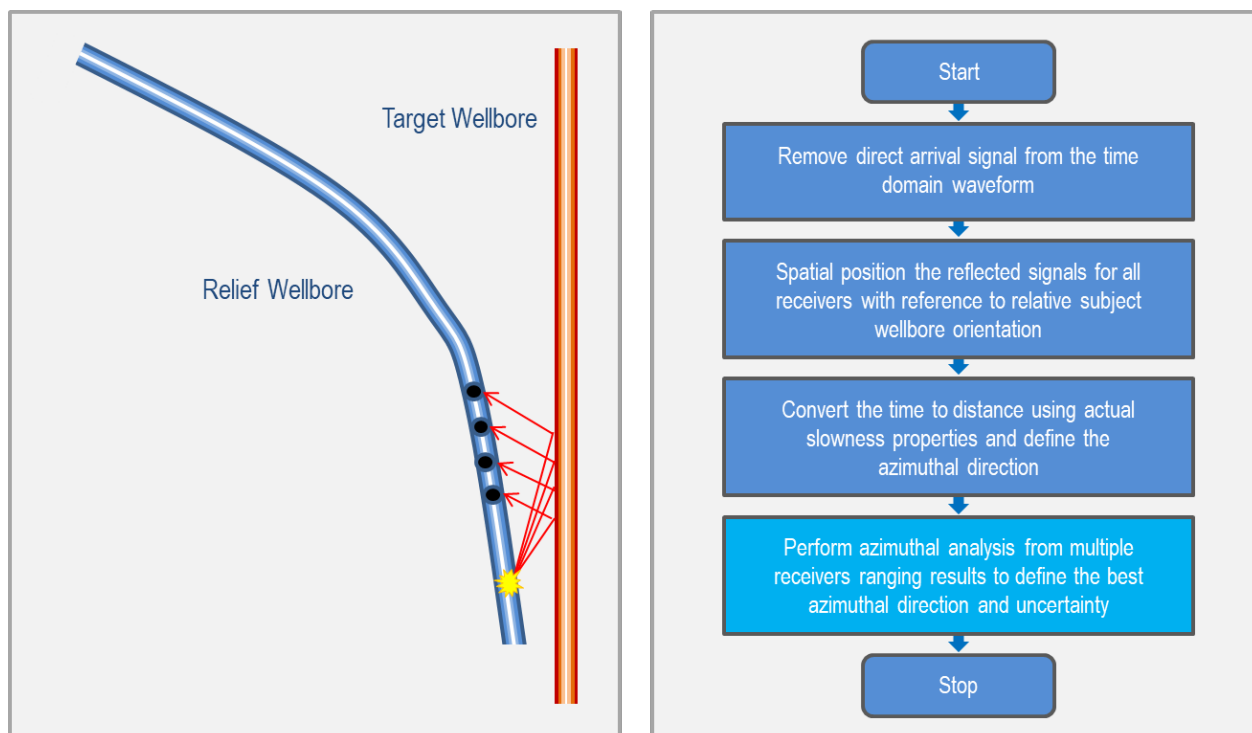 Target Wellbore
Relief Wellbore
Start
Remove direct arrival signal from the time
domain waveform
Spatial position the reflected signals for all
receivers with reference to relative subject
wellbore orientation
Convert the time to distance using actual
slowness properties and define the
azimuthal direction
Perform azimuthal analysis from multiple
receivers ranging results to define the best
azimuthal direction and uncertainty
Stop